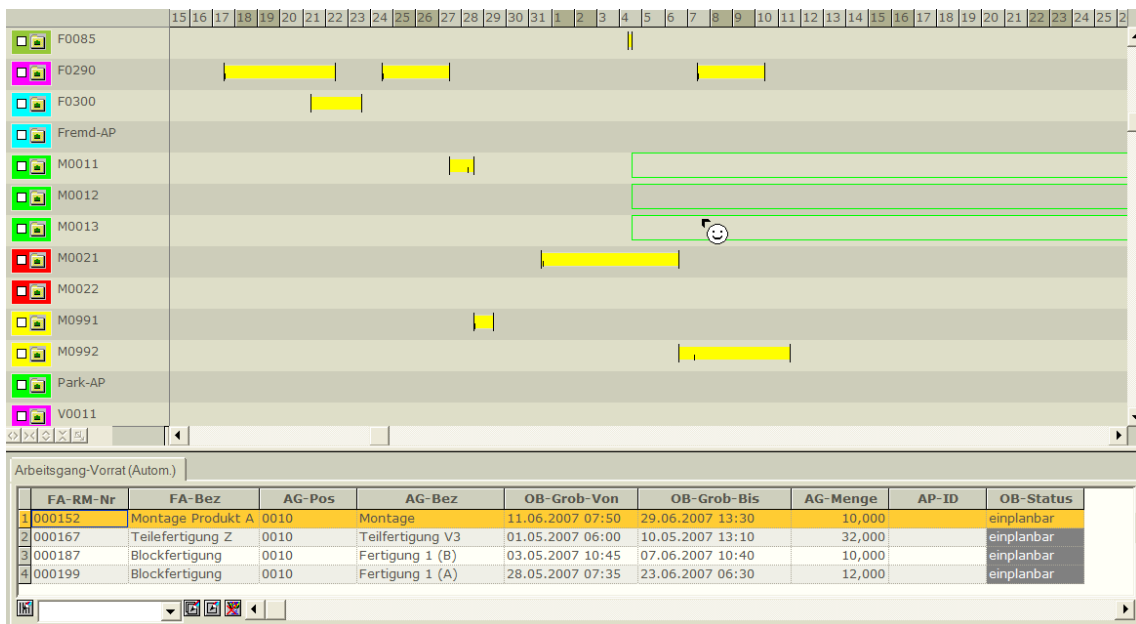 15 16 17 18 19 20 21 22 23 24 25 26 27 28 29 30 31 1 2 3 4 5 6 7 8 9 10 11 12 13 14 15 16 17 18 19 20 21 22 23 24 25 2
F0085
F0290
F0300
Fremd-AP
M0011
M0012
M0013
M0021
M0022
M0991
M0992
Park-AP
V0011
Arbeitsgang-Vorrat (Autom.)
FA-RM-Nr FA-Bez AG-Pos AG-Bez OB-Grob-Von OB-Grob-Bis AG-Menge AP-ID OB-Status
1 000152 Montage Produkt A 0010 Montage 11.06.2007 07:50 29.06.2007 13:30 10,000 einplanbar
2 000167 Teilefertigung Z 0010 Teilfertigung V3 01.05.2007 06:00 10.05.2007 13:10 32,000 einplanbar
3 000187 Blockfertigung 0010 Fertigung 1 (B) 03.05.2007 10:45 07.06.2007 10:40 10,000 einplanbar
4 000199 Blockfertigung 0010 Fertigung 1 (A) 28.05.2007 07:35 23.06.2007 06:30 12,000 einplanbar